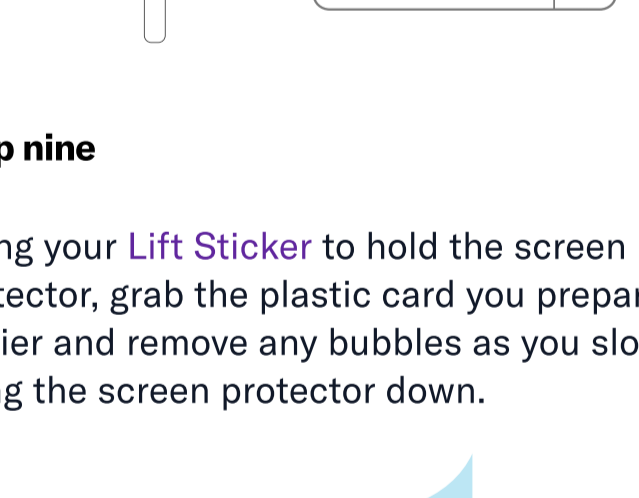 p nine
ng your Lift Sticker to hold the screen
tector, grab the plastic card you prepar
ier and remove any bubbles as you slo
g the screen protector down.